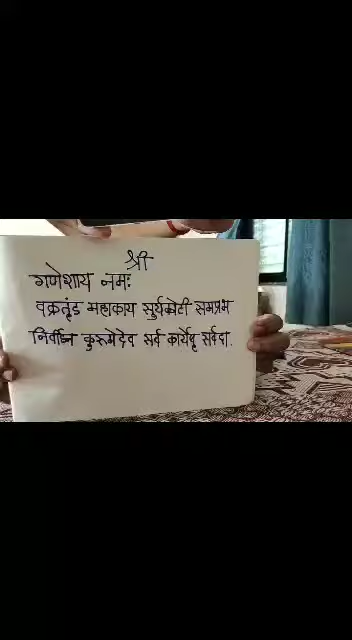 श्री
गणेशाय नमः
वक्रतृंड महाकाय सुर्यकोटी समप्रभ
निर्वीघ्न कुरूमेदेव सर्व कार्येषु सर्वदा.